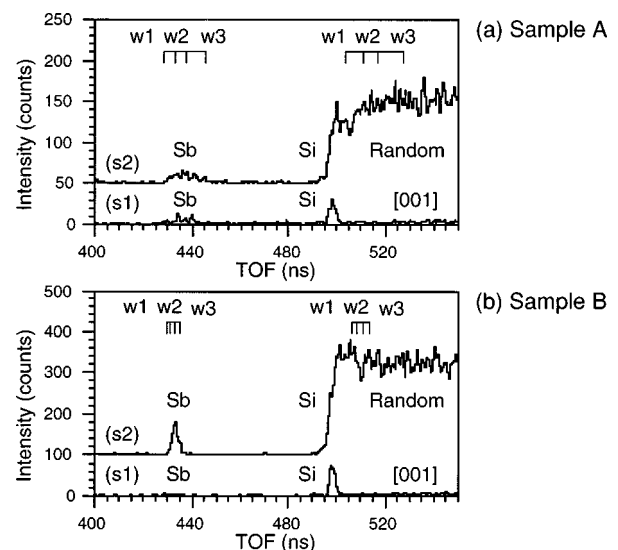 (a) Sample A
250
200
150
100
50
0
Intensity (counts)
w1 w2 w3
w1 w2 w3
Sb
Si
Random
(s2)
Sb
Si
[001]
(s1)
400 440 480 520
TOF (ns)
(b) Sample B
500
400
300
200
100
0
Intensity (counts)
w1 w2 w3
w1 w2 w3
Sb
Si
Random
(s2)
Sb
Si
[001]
(s1)
400 440 480 520
TOF (ns)